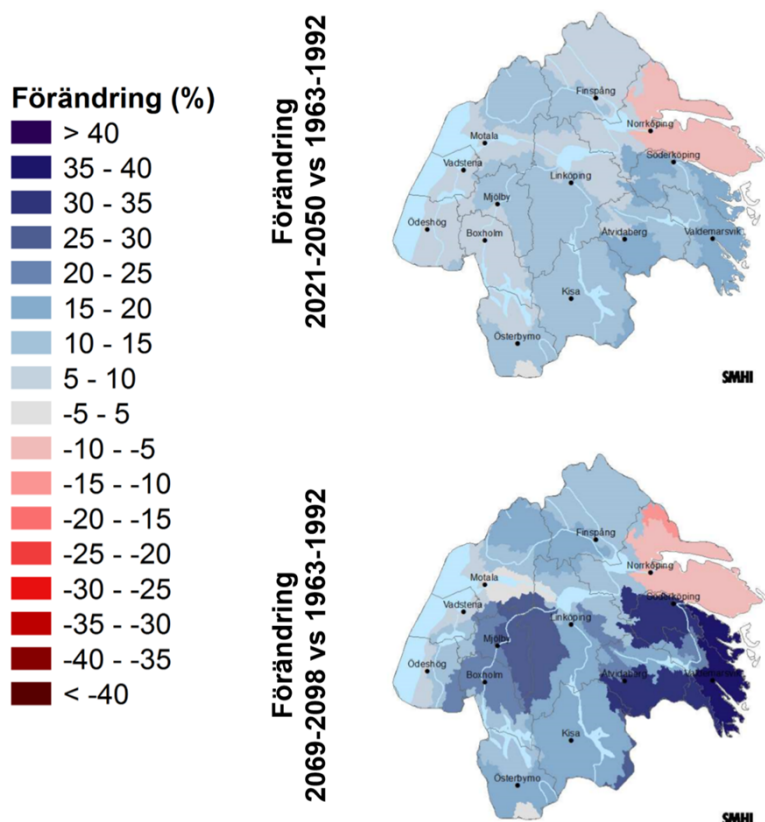 Förändring (%)
> 40
35 - 40
30 - 35
25 - 30
20 - 25
15 - 20
10 - 15
5 - 10
-5 - 5
-10 - -5
-15 - -10
-20 - -15
-25 - -20
-30 - -25
-35 - -30
-40 - -35
< -40
Förändring
2021-2050 vs 1963-1992
Finspång
Norrköping
Motala
Söderköping
Vadstena
Linköping
Mjölby
Ödeshög
Boxholm
Åtvidaberg
Valdemarsvik
Kisa
Österbymo
SMHI
Förändring
2069-2098 vs 1963-1992
Finspång
Norrköping
Motala
Söderköping
Vadstena
Linköping
Mjölby
Ödeshög
Boxholm
Åtvidaberg
Valdemarsvik
Kisa
Österbymo
SMHI